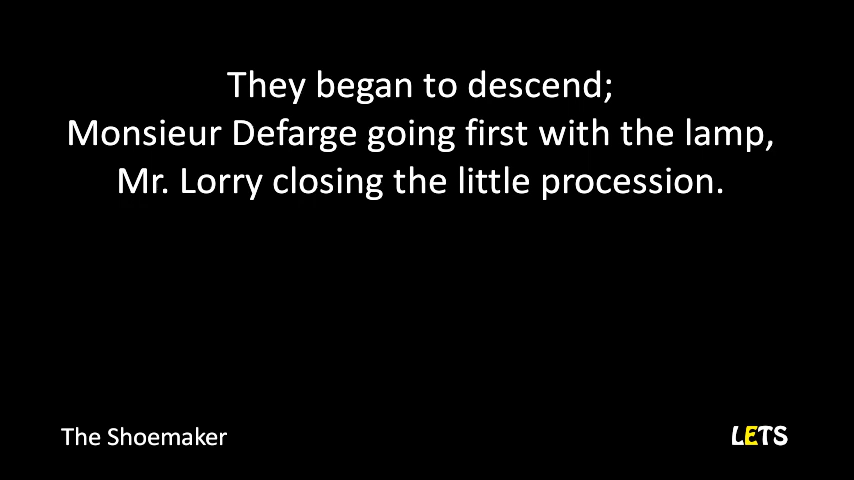 They began to descend;
Monsieur Defarge going first with the lamp,
Mr. Lorry closing the little procession.
The Shoemaker
LETS